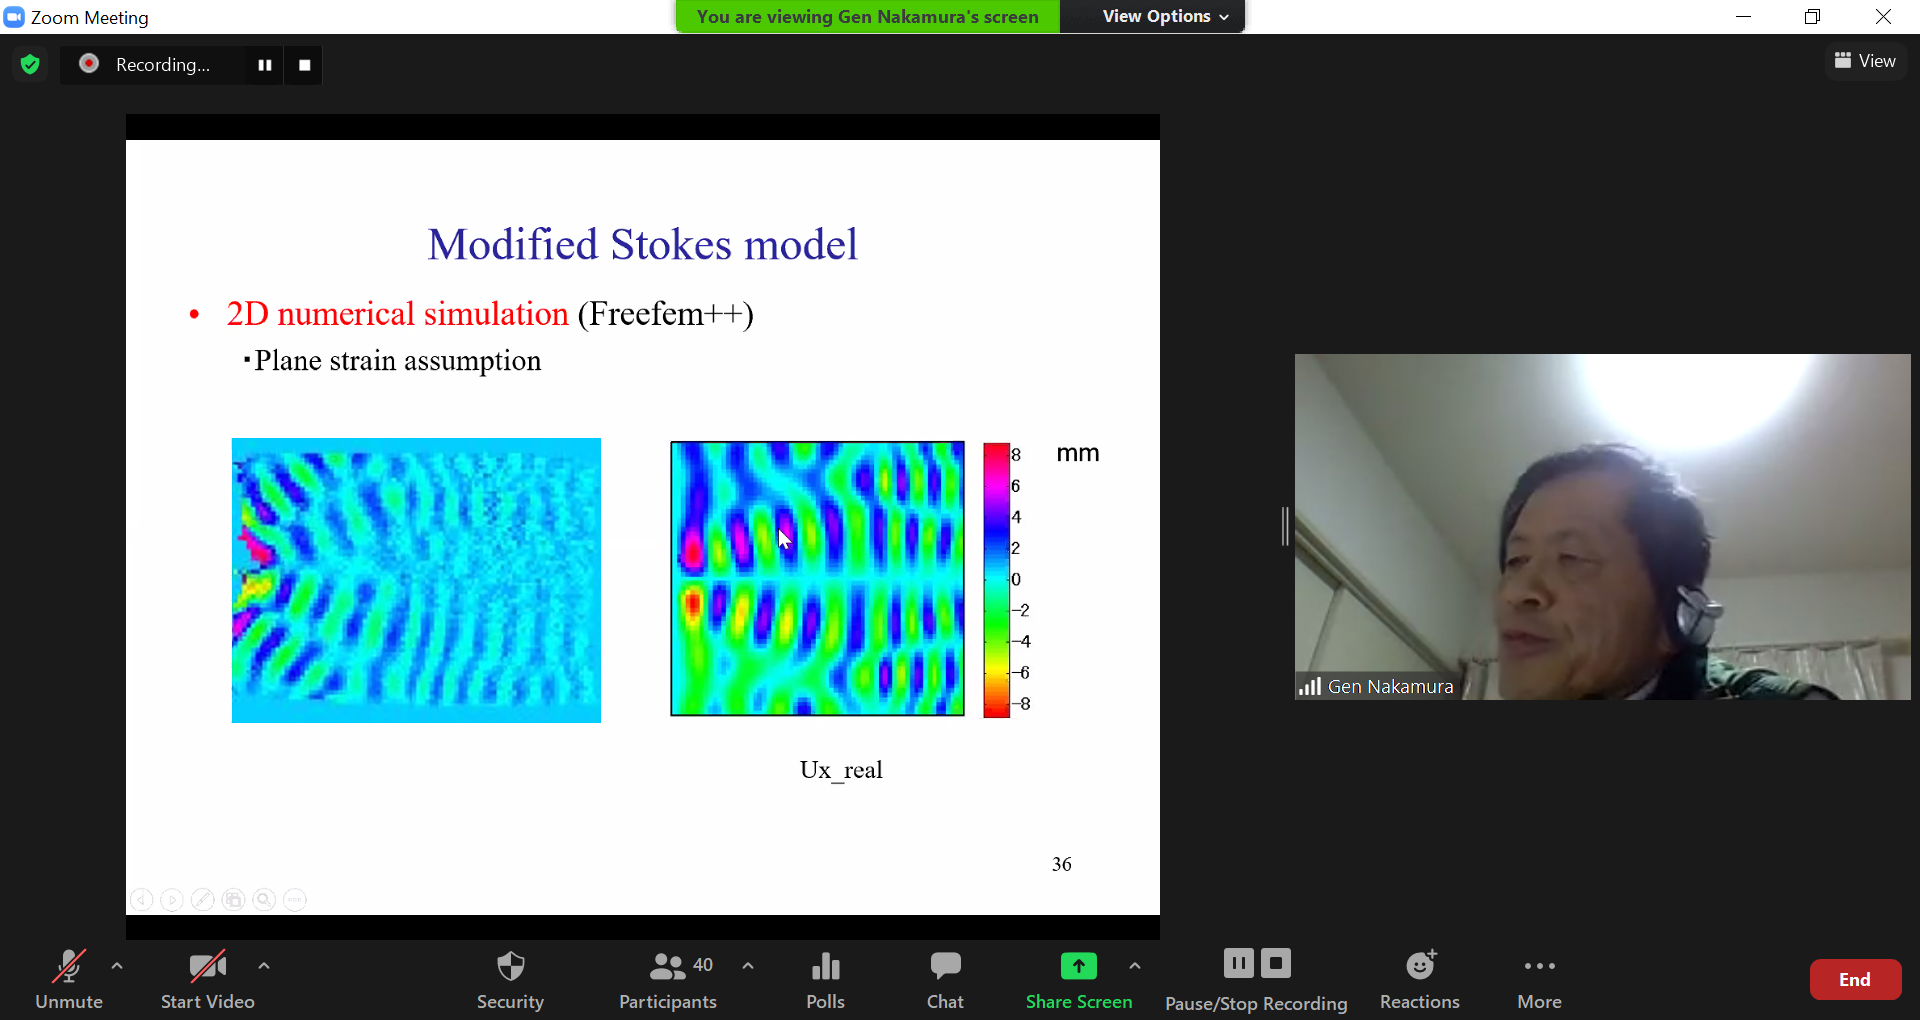 Zoom Meeting
You are viewing Gen Nakamura's screen
View Options
Recording...
View
Modified Stokes model
• 2D numerical simulation (Freefem++)
▪Plane strain assumption
mm
8
6
4
2
0
−2
−4
−6
−8
Ux_real
36
Gen Nakamura
Unmute
Start Video
Security
40
Participants
Polls
Chat
Share Screen
Pause/Stop Recording
Reactions
More
End